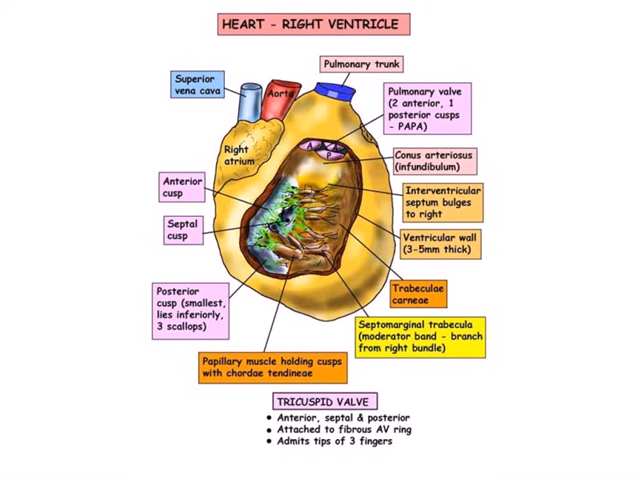 HEART - RIGHT VENTRICLE
Pulmonary trunk
Superior
vena cava
Aorta
Pulmonary valve
(2 anterior, 1
posterior cusps
- PAPA)
A A
P
Right
atrium
Conus arteriosus
(infundibulum)
Anterior
cusp
Interventricular
septum bulges
to right
Septal
cusp
Ventricular wall
(3-5mm thick)
Posterior
cusp (smallest,
lies inferiorly,
3 scallops)
Trabeculae
carneae
Septomarginal trabecula
(moderator band - branch
from right bundle)
Papillary muscle holding cusps
with chordae tendineae
TRICUSPID VALVE
• Anterior, septal & posterior
• Attached to fibrous AV ring
• Admits tips of 3 fingers